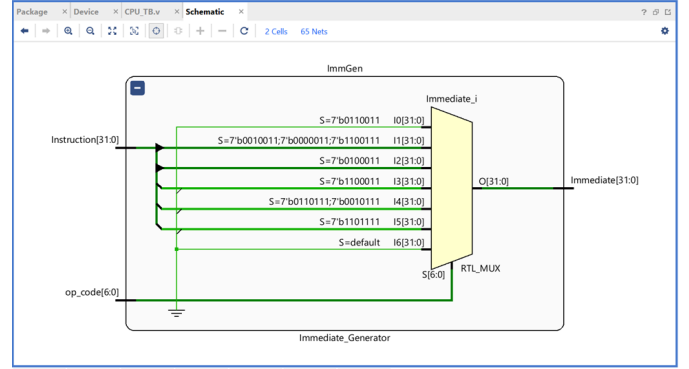 Package × Device × CPU_TB.v × Schematic ×
2 Cells 65 Nets
ImmGen
Immediate_i
S=7'b0110011 I0[31:0]
Instruction[31:0] S=7'b0010011;7'b0000011;7'b1100111 I1[31:0]
S=7'b0100011 I2[31:0]
S=7'b1100011 I3[31:0] O[31:0] Immediate[31:0]
S=7'b0110111;7'b0010111 I4[31:0]
S=7'b1101111 I5[31:0]
S=default I6[31:0]
S[6:0] RTL_MUX
op_code[6:0]
Immediate_Generator